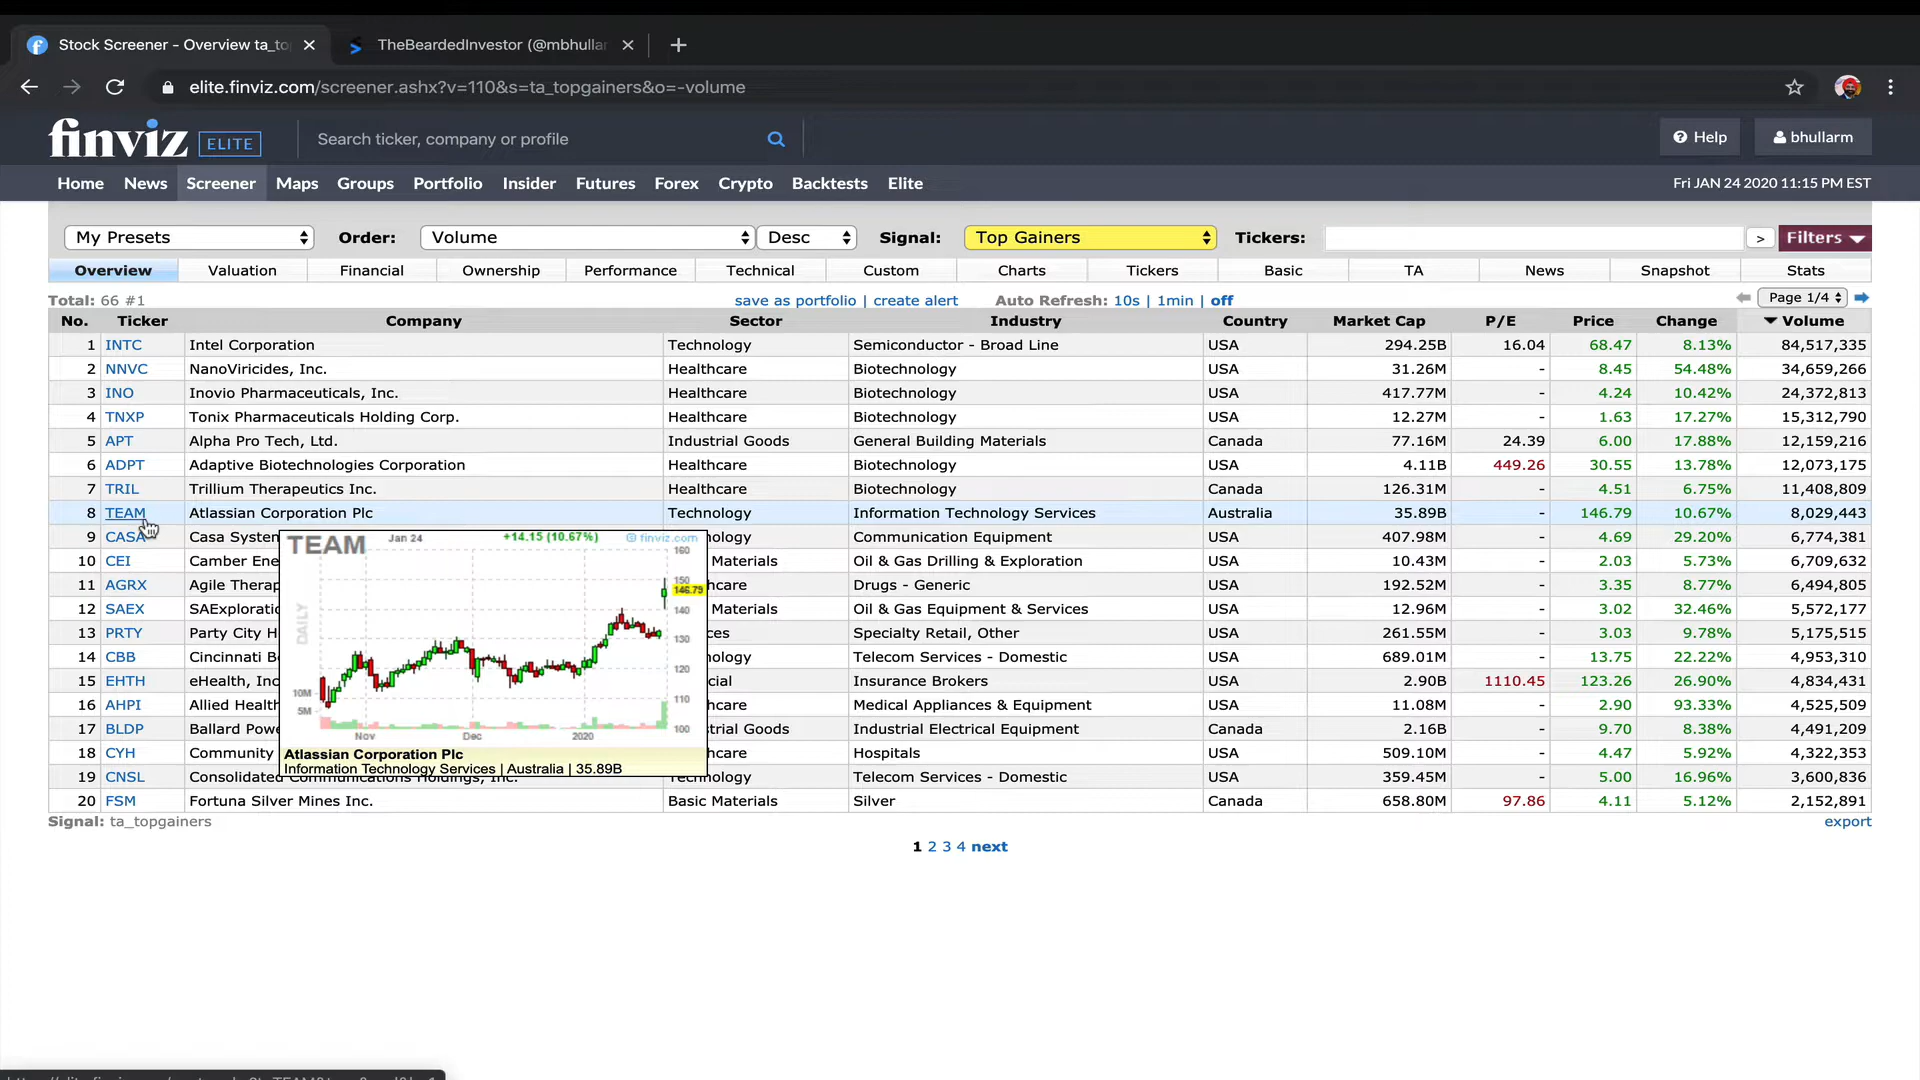 Stock Screener - Overview ta_to
TheBeardedInvestor (@mbhullar
elite.finviz.com/screener.ashx?v=110&s=ta_topgainers&o=-volume
finviz ELITE Search ticker, company or profile Help bhullarm
Home News Screener Maps Groups Portfolio Insider Futures Forex Crypto Backtests Elite Fri JAN 24 2020 11:15 PM EST
My Presets Order: Volume Desc Signal: Top Gainers Tickers: > Filters
Overview Valuation Financial Ownership Performance Technical Custom Charts Tickers Basic TA News Snapshot Stats
Total: 66 #1 save as portfolio | create alert Auto Refresh: 10s | 1min | off Page 1/4
No. Ticker Company Sector Industry Country Market Cap P/E Price Change Volume
1 INTC Intel Corporation Technology Semiconductor - Broad Line USA 294.25B 16.04 68.47 8.13% 84,517,335
2 NNVC NanoViricides, Inc. Healthcare Biotechnology USA 31.26M - 8.45 54.48% 34,659,266
3 INO Inovio Pharmaceuticals, Inc. Healthcare Biotechnology USA 417.77M - 4.24 10.42% 24,372,813
4 TNXP Tonix Pharmaceuticals Holding Corp. Healthcare Biotechnology USA 12.27M - 1.63 17.27% 15,312,790
5 APT Alpha Pro Tech, Ltd. Industrial Goods General Building Materials Canada 77.16M 24.39 6.00 17.88% 12,159,216
6 ADPT Adaptive Biotechnologies Corporation Healthcare Biotechnology USA 4.11B 449.26 30.55 13.78% 12,073,175
7 TRIL Trillium Therapeutics Inc. Healthcare Biotechnology Canada 126.31M - 4.51 6.75% 11,408,809
8 TEAM Atlassian Corporation Plc Technology Information Technology Services Australia 35.89B - 146.79 10.67% 8,029,443
9 CASA Casa System Communication Equipment USA 407.98M - 4.69 29.20% 6,774,381
10 CEI Camber Ene Materials Oil & Gas Drilling & Exploration USA 10.43M - 2.03 5.73% 6,709,632
11 AGRX Agile Therap hcare Drugs - Generic USA 192.52M - 3.35 8.77% 6,494,805
12 SAEX SAExploratio Materials Oil & Gas Equipment & Services USA 12.96M - 3.02 32.46% 5,572,177
13 PRTY Party City H ces Specialty Retail, Other USA 261.55M - 3.03 9.78% 5,175,515
14 CBB Cincinnati B nology Telecom Services - Domestic USA 689.01M - 13.75 22.22% 4,953,310
15 EHTH eHealth, Inc cial Insurance Brokers USA 2.90B 1110.45 123.26 26.90% 4,834,431
16 AHPI Allied Health hcare Medical Appliances & Equipment USA 11.08M - 2.90 93.33% 4,525,509
17 BLDP Ballard Powe trial Goods Industrial Electrical Equipment Canada 2.16B - 9.70 8.38% 4,491,209
18 CYH Community hcare Hospitals USA 509.10M - 4.47 5.92% 4,322,353
19 CNSL Consolidated Communications Holdings, Inc. Technology Telecom Services - Domestic USA 359.45M - 5.00 16.96% 3,600,836
20 FSM Fortuna Silver Mines Inc. Basic Materials Silver Canada 658.80M 97.86 4.11 5.12% 2,152,891
TEAM Jan 24 +14.15 (10.67%) © finviz.com
DAILY
160
150
146.79
140
130
120
10M 110
5M
100
Nov Dec 2020
Atlassian Corporation Plc
Information Technology Services | Australia | 35.89B
Signal: ta_topgainers export
1 2 3 4 next